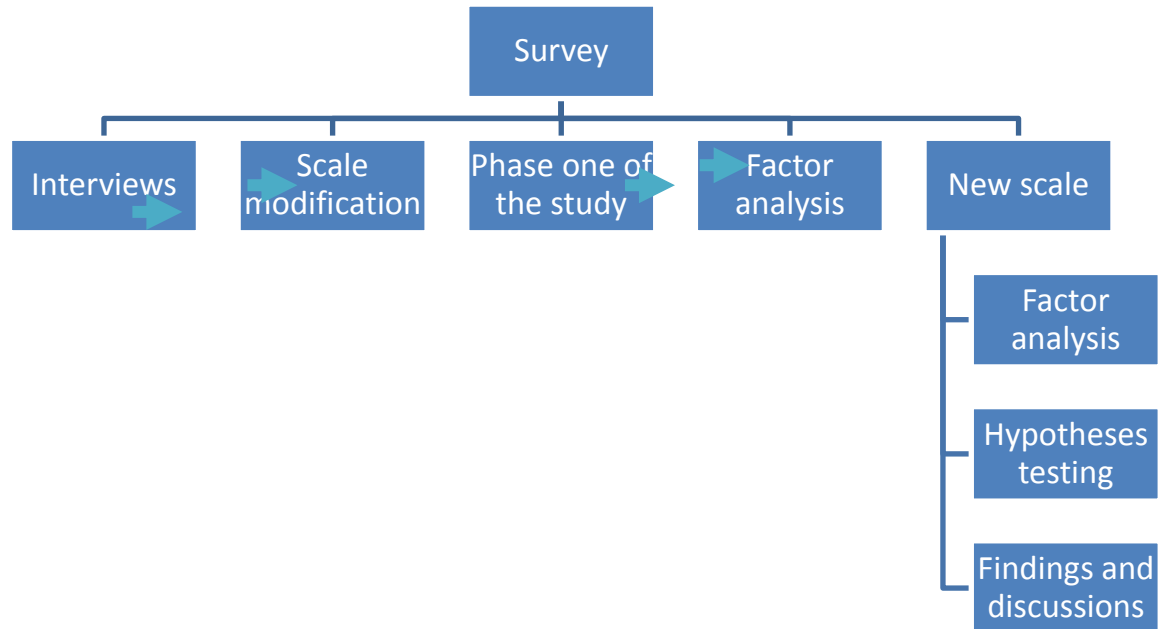 Survey
Interviews
Scale
modification
Phase one of
the study
Factor
analysis
New scale
Factor
analysis
Hypotheses
testing
Findings and
discussions